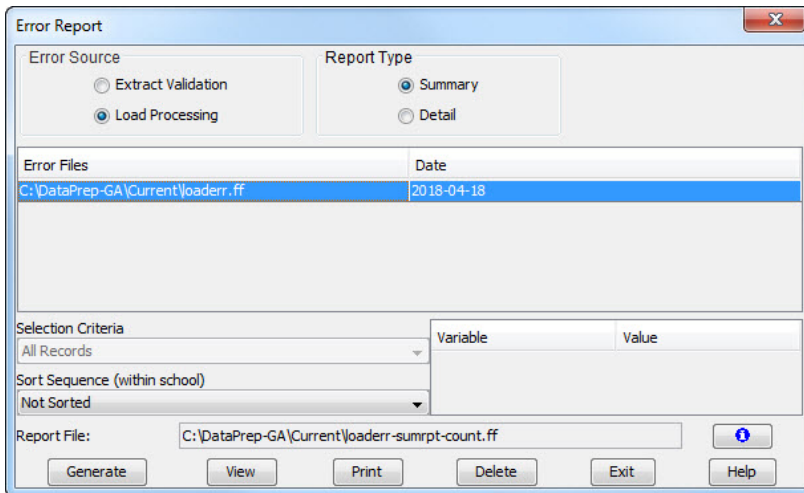 Error Report
Error Source
Report Type
Extract Validation
Summary
Load Processing
Detail
Error Files Date
C:\DataPrep-GA\Current\loaderr.ff 2018-04-18
Selection Criteria
All Records
Variable Value
Sort Sequence (within school)
Not Sorted
Report File: C:\DataPrep-GA\Current\loaderr-sumrpt-count.ff
Generate View Print Delete Exit Help